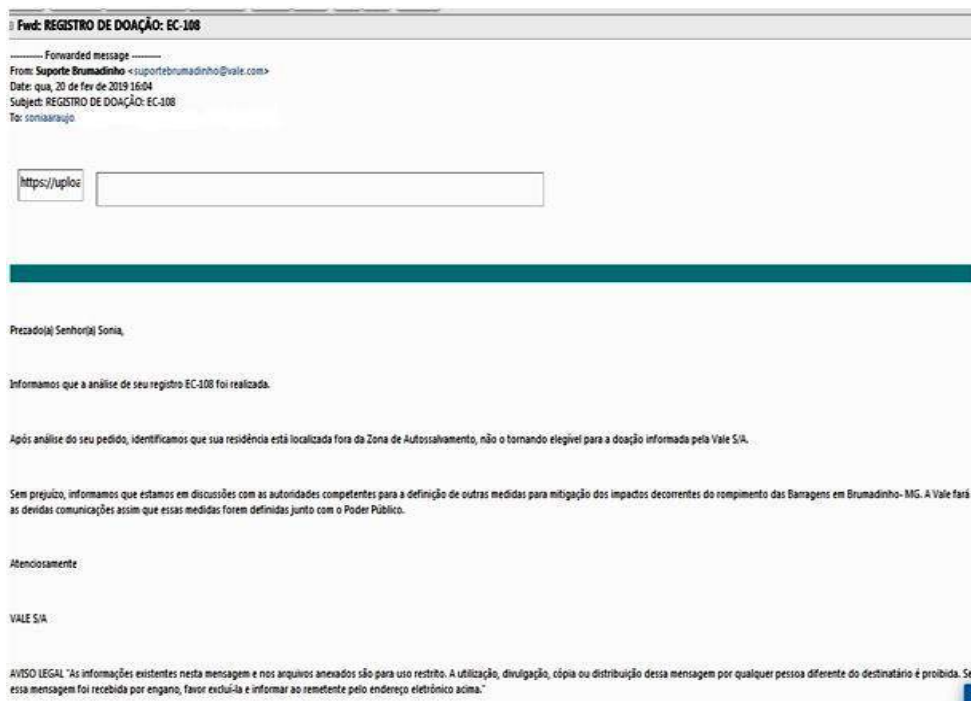 Fwd: REGISTRO DE DOAÇÃO: EC-108
---------- Forwarded message ----------
From: Suporte Brumadinho <suportebrumadinho@vale.com>
Date: qua, 20 de fev de 2019 16:04
Subject: REGISTRO DE DOAÇÃO: EC-108
To: soniaaraujo
https://uploa
Prezado(a) Senhor(a) Sonia,
Informamos que a análise de seu registro EC-108 foi realizada.
Após análise do seu pedido, identificamos que sua residência está localizada fora da Zona de Autossalvamento, não o tornando elegível para a doação informada pela Vale S/A.
Sem prejuízo, informamos que estamos em discussões com as autoridades competentes para a definição de outras medidas para mitigação dos impactos decorrentes do rompimento das Barragens em Brumadinho- MG. A Vale fará
as devidas comunicações assim que essas medidas forem definidas junto com o Poder Público.
Atenciosamente
VALE S/A
AVISO LEGAL "As informações existentes nesta mensagem e nos arquivos anexados são para uso restrito. A utilização, divulgação, cópia ou distribuição dessa mensagem por qualquer pessoa diferente do destinatário é proibida. Se
essa mensagem foi recebida por engano, favor excluí-la e informar ao remetente pelo endereço eletrônico acima."